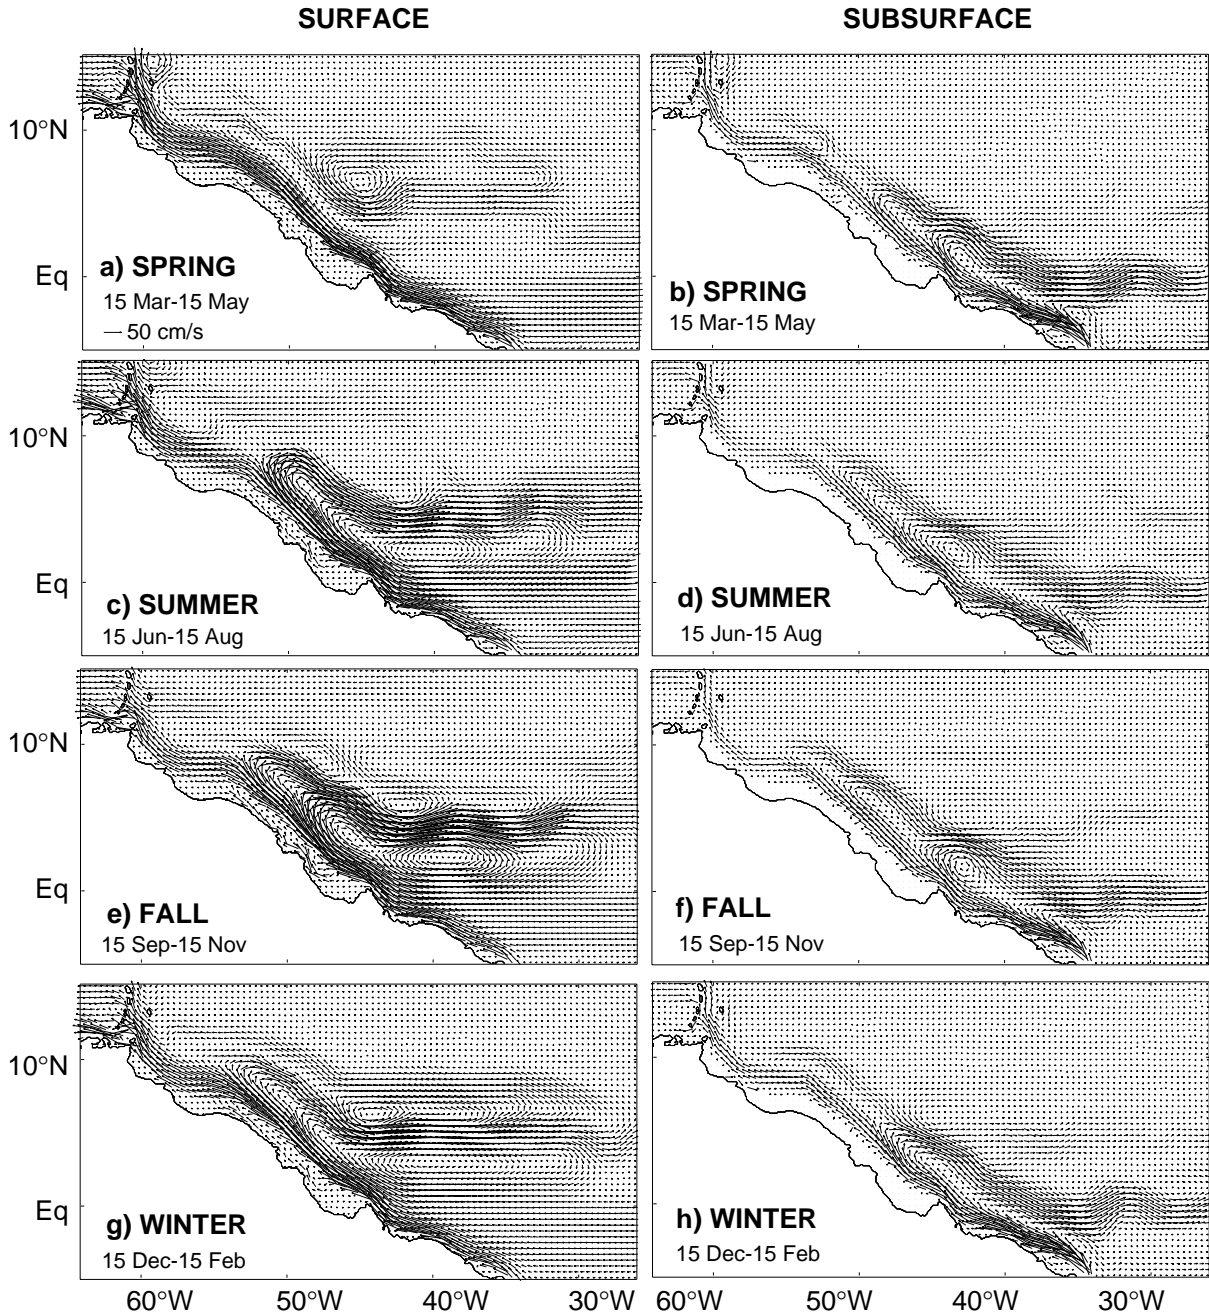 SURFACE SUBSURFACE
10°N
Eq
a) SPRING
15 Mar-15 May
50 cm/s
b) SPRING
15 Mar-15 May
10°N
Eq
c) SUMMER
15 Jun-15 Aug
d) SUMMER
15 Jun-15 Aug
10°N
Eq
e) FALL
15 Sep-15 Nov
f) FALL
15 Sep-15 Nov
10°N
Eq
g) WINTER
15 Dec-15 Feb
h) WINTER
15 Dec-15 Feb
60°W 50°W 40°W 30°W 60°W 50°W 40°W 30°W